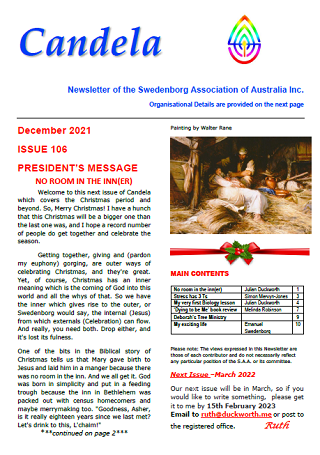 Candela
Newsletter of the Swedenborg Association of Australia Inc.
Organisational Details are provided on the next page
December 2021
ISSUE 106
PRESIDENT'S MESSAGE
NO ROOM IN THE INN(ER)
Welcome to this next issue of Candela
which covers the Christmas period and
beyond. So, Merry Christmas! I have a hunch
that this Christmas will be a bigger one than
the last one was, and I hope a record number
of people do get together and celebrate the
season.
Getting together, giving and (pardon
my euphony) gorging, are outer ways of
celebrating Christmas, and they're great.
Yet, of course, Christmas has an inner
meaning which is the coming of God into this
world and all the whys of that. So we have
the inner which gives rise to the outer, or
Swedenborg would say, the internal (Jesus)
from which externals (Celebration) can flow.
And really, you need both. Drop either, and
it's lost its fulness.
One of the bits in the Biblical story of
Christmas tells us that Mary gave birth to
Jesus and laid him in a manger because there
was no room in the inn. And we all get it. God
was born in simplicity and put in a feeding
trough because the inn in Bethlehem was
packed out with census homecomers and
maybe merrymaking too. "Goodness, Asher,
is it really eighteen years since we last met?
Let's drink to this, L'chaim!"
***continued on page 2***
Painting by Walter Rane
MAIN CONTENTS
No room in the inn(er) Julian Duckworth 1
Stress has 3 Ts Simon Mervyn-Jones 3
My very first Biology lesson Julian Duckworth 4
'Dying to be Me' book review Melinda Robinson 7
Deborah's Tree Ministry 9
My exciting life Emanuel Swedenborg 10
Please note: The views expressed in this Newsletter are
those of each contributor and do not necessarily reflect
any particular position of the S.A.A. or its committee.
Next Issue –March 2022
Our next issue will be in March, so if you
would like to write something, please get
it to me by 15th February 2023
Email to ruth@duckworth.me or post to
the registered office. Ruth